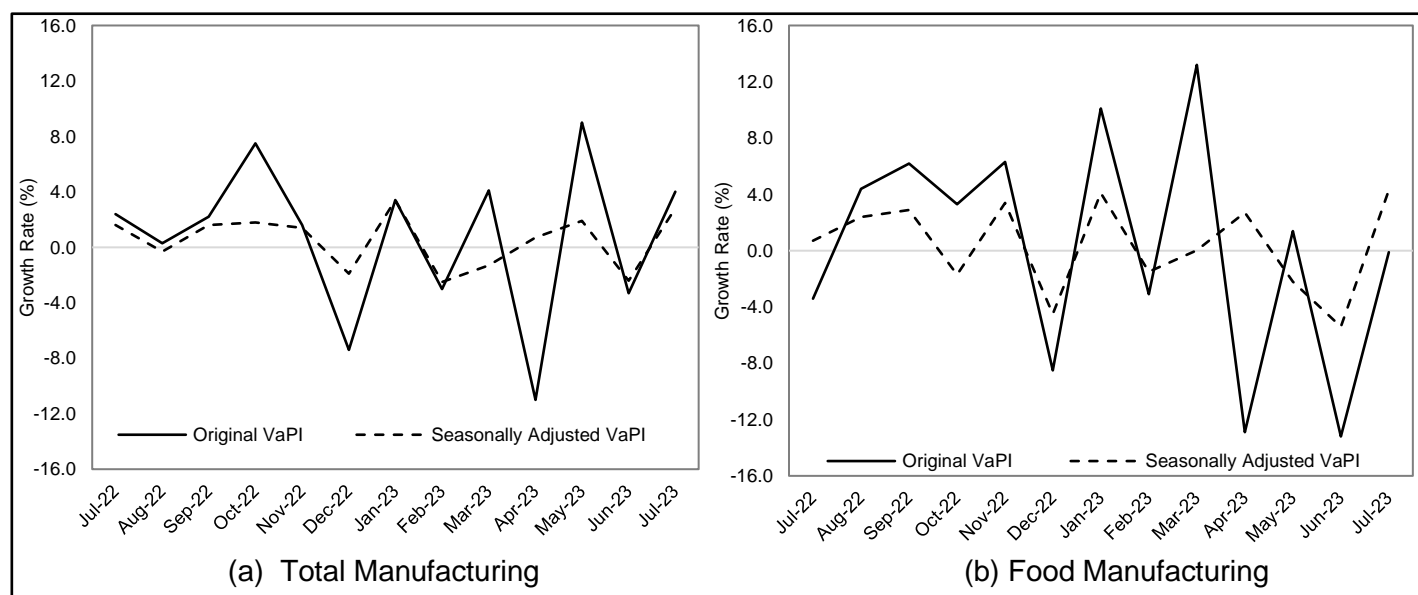 16.0
12.0
8.0
4.0
0.0
-4.0
-8.0
-12.0
-16.0
Growth Rate (%)
Original VaPI
Seasonally Adjusted VaPI
Jul-22
Aug-22
Sep-22
Oct-22
Nov-22
Dec-22
Jan-23
Feb-23
Mar-23
Apr-23
May-23
Jun-23
Jul-23
(a) Total Manufacturing
16.0
12.0
8.0
4.0
0.0
-4.0
-8.0
-12.0
-16.0
Growth Rate (%)
Original VaPI
Seasonally Adjusted VaPI
Jul-22
Aug-22
Sep-22
Oct-22
Nov-22
Dec-22
Jan-23
Feb-23
Mar-23
Apr-23
May-23
Jun-23
Jul-23
(b) Food Manufacturing